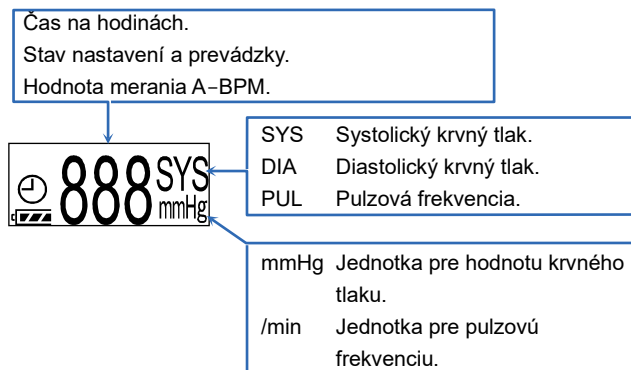 Čas na hodinách.
Stav nastavení a prevádzky.
Hodnota merania A–BPM.
888 SYS
mmHg
SYS Systolický krvný tlak.
DIA Diastolický krvný tlak.
PUL Pulzová frekvencia.
mmHg Jednotka pre hodnotu krvného
tlaku.
/min Jednotka pre pulzovú
frekvenciu.